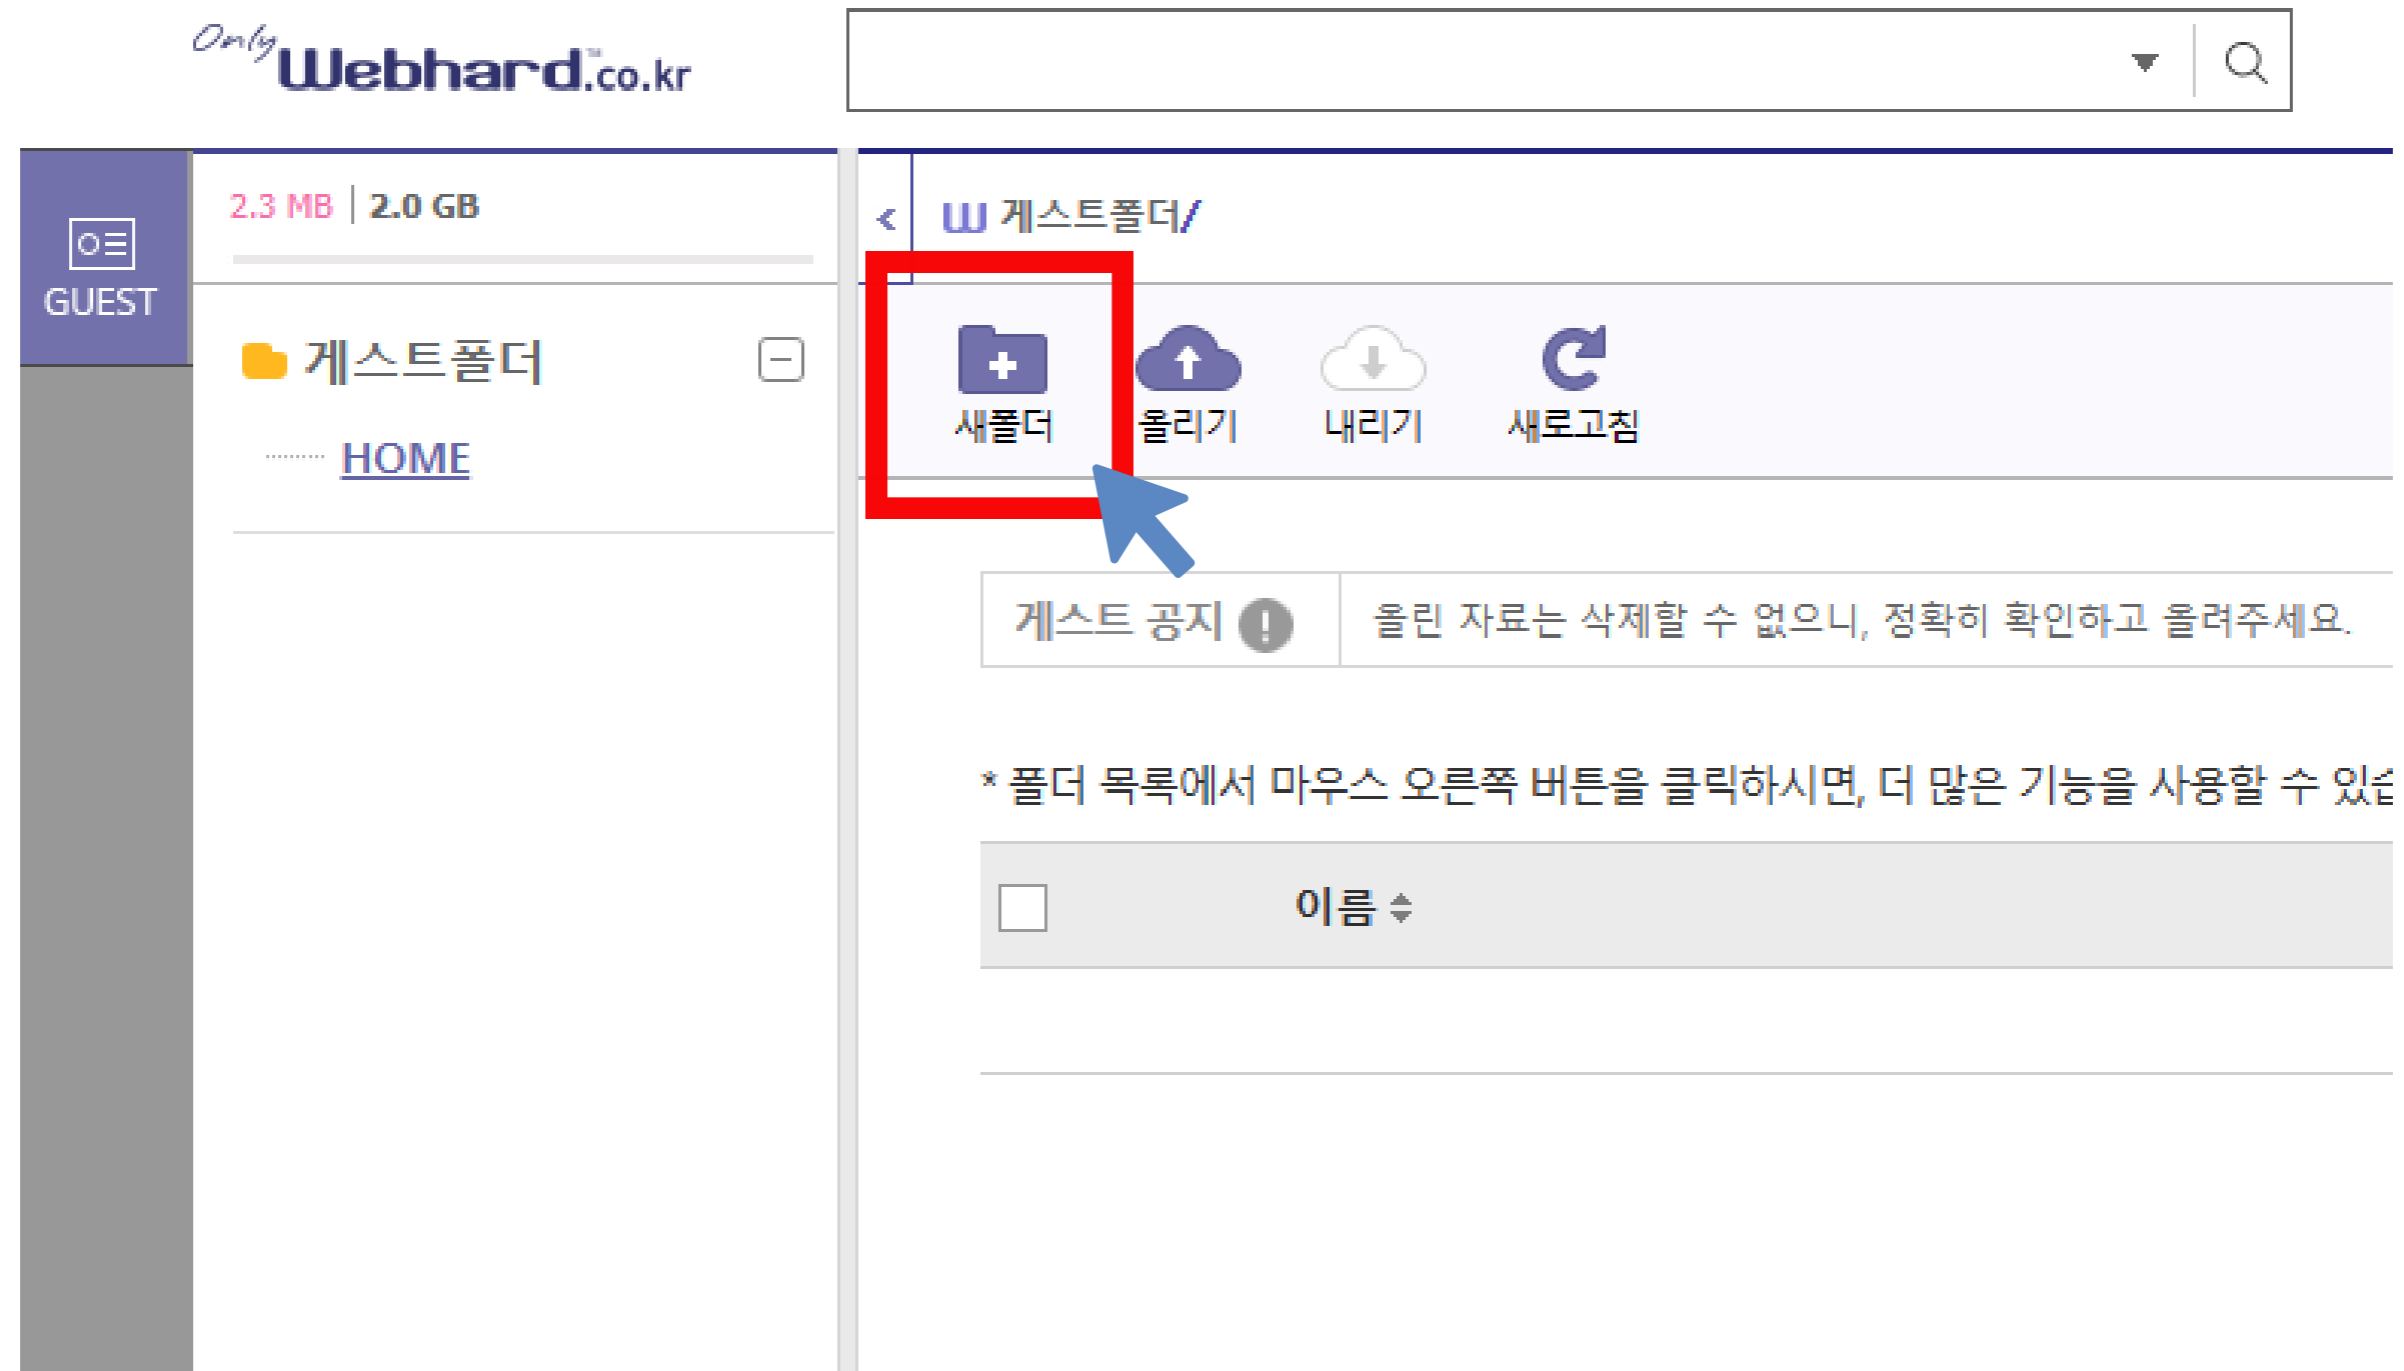 Only Webhard.co.kr
2.3 MB 2.0 GB
W 게스트폴더/
GUEST
게스트폴더
HOME
새폴더 올리기 내리기 새로고침
게스트 공지 올린 자료는 삭제할 수 없으니, 정확히 확인하고 올려주세요.
* 폴더 목록에서 마우스 오른쪽 버튼을 클릭하시면, 더 많은 기능을 사용할 수
이름